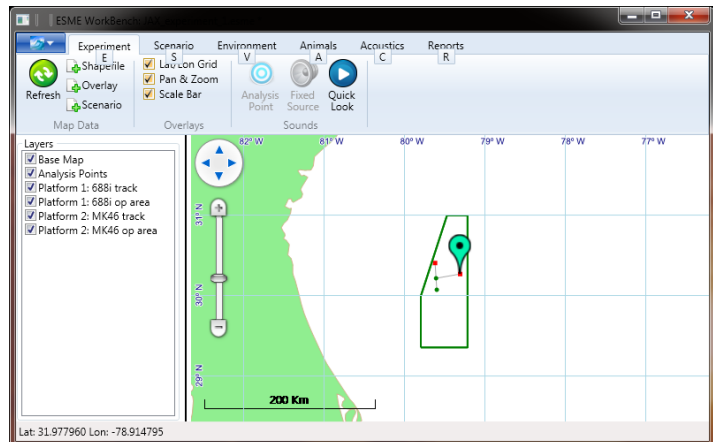 ESME WorkBench:
Experiment Scenario Environment Animals Acoustics Reports
E S V A C R
Refresh
Shapefile
Overlay
Scenario
Map Data
Lat/Lon Grid
Pan & Zoom
Scale Bar
Overlays
Analysis Point
Fixed Source
Quick Look
Sounds
Layers
Base Map
Analysis Points
Platform 1: 688i track
Platform 1: 688i op area
Platform 2: MK46 track
Platform 2: MK46 op area
82° W 81° W 80° W 79° W 78° W 77° W
31° N
30° N
29° N
200 Km
Lat: 31.977960 Lon: -78.914795